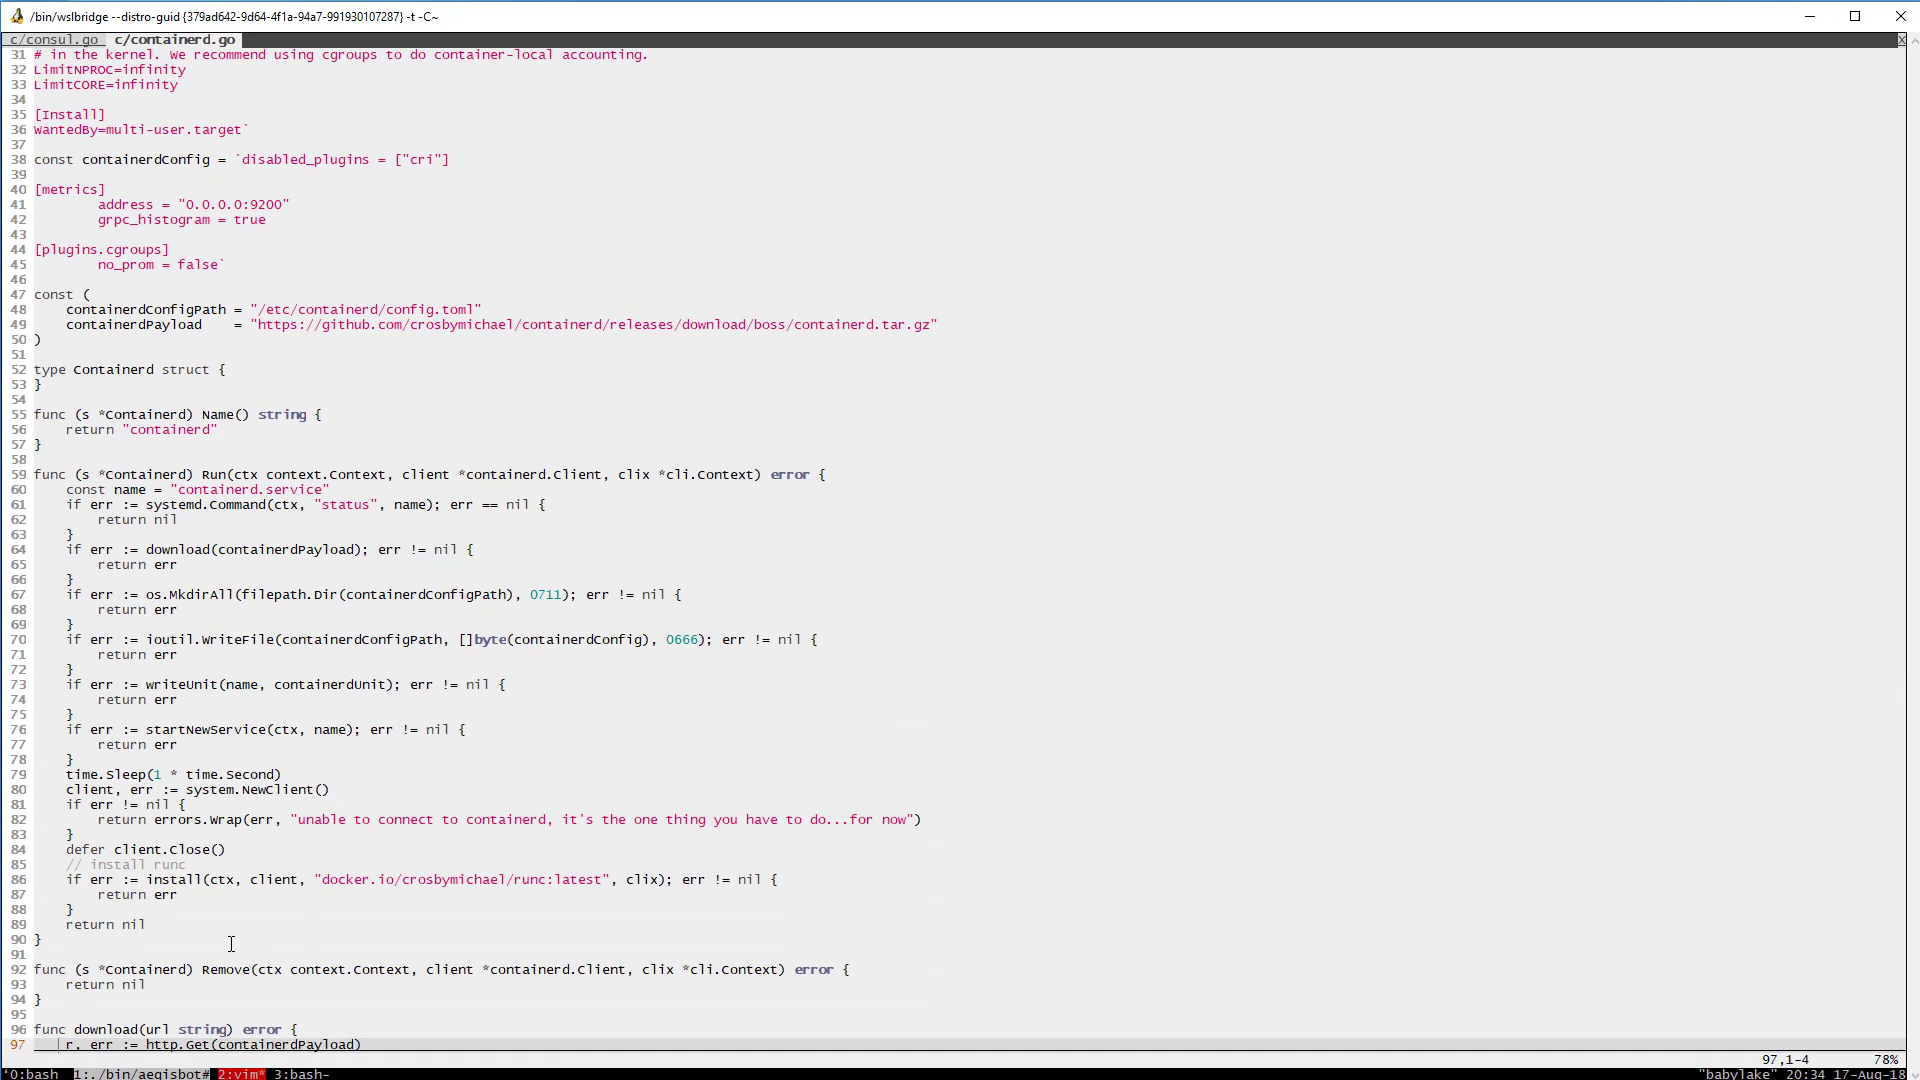 /bin/wslbridge --distro-guid {379ad642-9d64-4f1a-94a7-991930107287} -t -C~
c/consul.go  c/containerd.go X
31 # in the kernel. We recommend using cgroups to do container-local accounting.
32 LimitNPROC=infinity
33 LimitCORE=infinity
34
35 [Install]
36 WantedBy=multi-user.target`
37
38 const containerdConfig = `disabled_plugins = ["cri"]
39
40 [metrics]
41         address = "0.0.0.0:9200"
42         grpc_histogram = true
43
44 [plugins.cgroups]
45         no_prom = false`
46
47 const (
48     containerdConfigPath = "/etc/containerd/config.toml"
49     containerdPayload    = "https://github.com/crosbymichael/containerd/releases/download/boss/containerd.tar.gz"
50 )
51
52 type Containerd struct {
53 }
54
55 func (s *Containerd) Name() string {
56     return "containerd"
57 }
58
59 func (s *Containerd) Run(ctx context.Context, client *containerd.Client, clix *cli.Context) error {
60     const name = "containerd.service"
61     if err := systemd.Command(ctx, "status", name); err == nil {
62         return nil
63     }
64     if err := download(containerdPayload); err != nil {
65         return err
66     }
67     if err := os.MkdirAll(filepath.Dir(containerdConfigPath), 0711); err != nil {
68         return err
69     }
70     if err := ioutil.WriteFile(containerdConfigPath, []byte(containerdConfig), 0666); err != nil {
71         return err
72     }
73     if err := writeUnit(name, containerdUnit); err != nil {
74         return err
75     }
76     if err := startNewService(ctx, name); err != nil {
77         return err
78     }
79     time.Sleep(1 * time.Second)
80     client, err := system.NewClient()
81     if err != nil {
82         return errors.Wrap(err, "unable to connect to containerd, it's the one thing you have to do...for now")
83     }
84     defer client.Close()
85     // install runc
86     if err := install(ctx, client, "docker.io/crosbymichael/runc:latest", clix); err != nil {
87         return err
88     }
89     return nil
90 }
91
92 func (s *Containerd) Remove(ctx context.Context, client *containerd.Client, clix *cli.Context) error {
93     return nil
94 }
95
96 func download(url string) error {
97     r, err := http.Get(containerdPayload)
97,1-4 78%
'0:bash  1:./bin/aegisbot# 2:vim* 3:bash- "babylake" 20:34 17-Aug-18